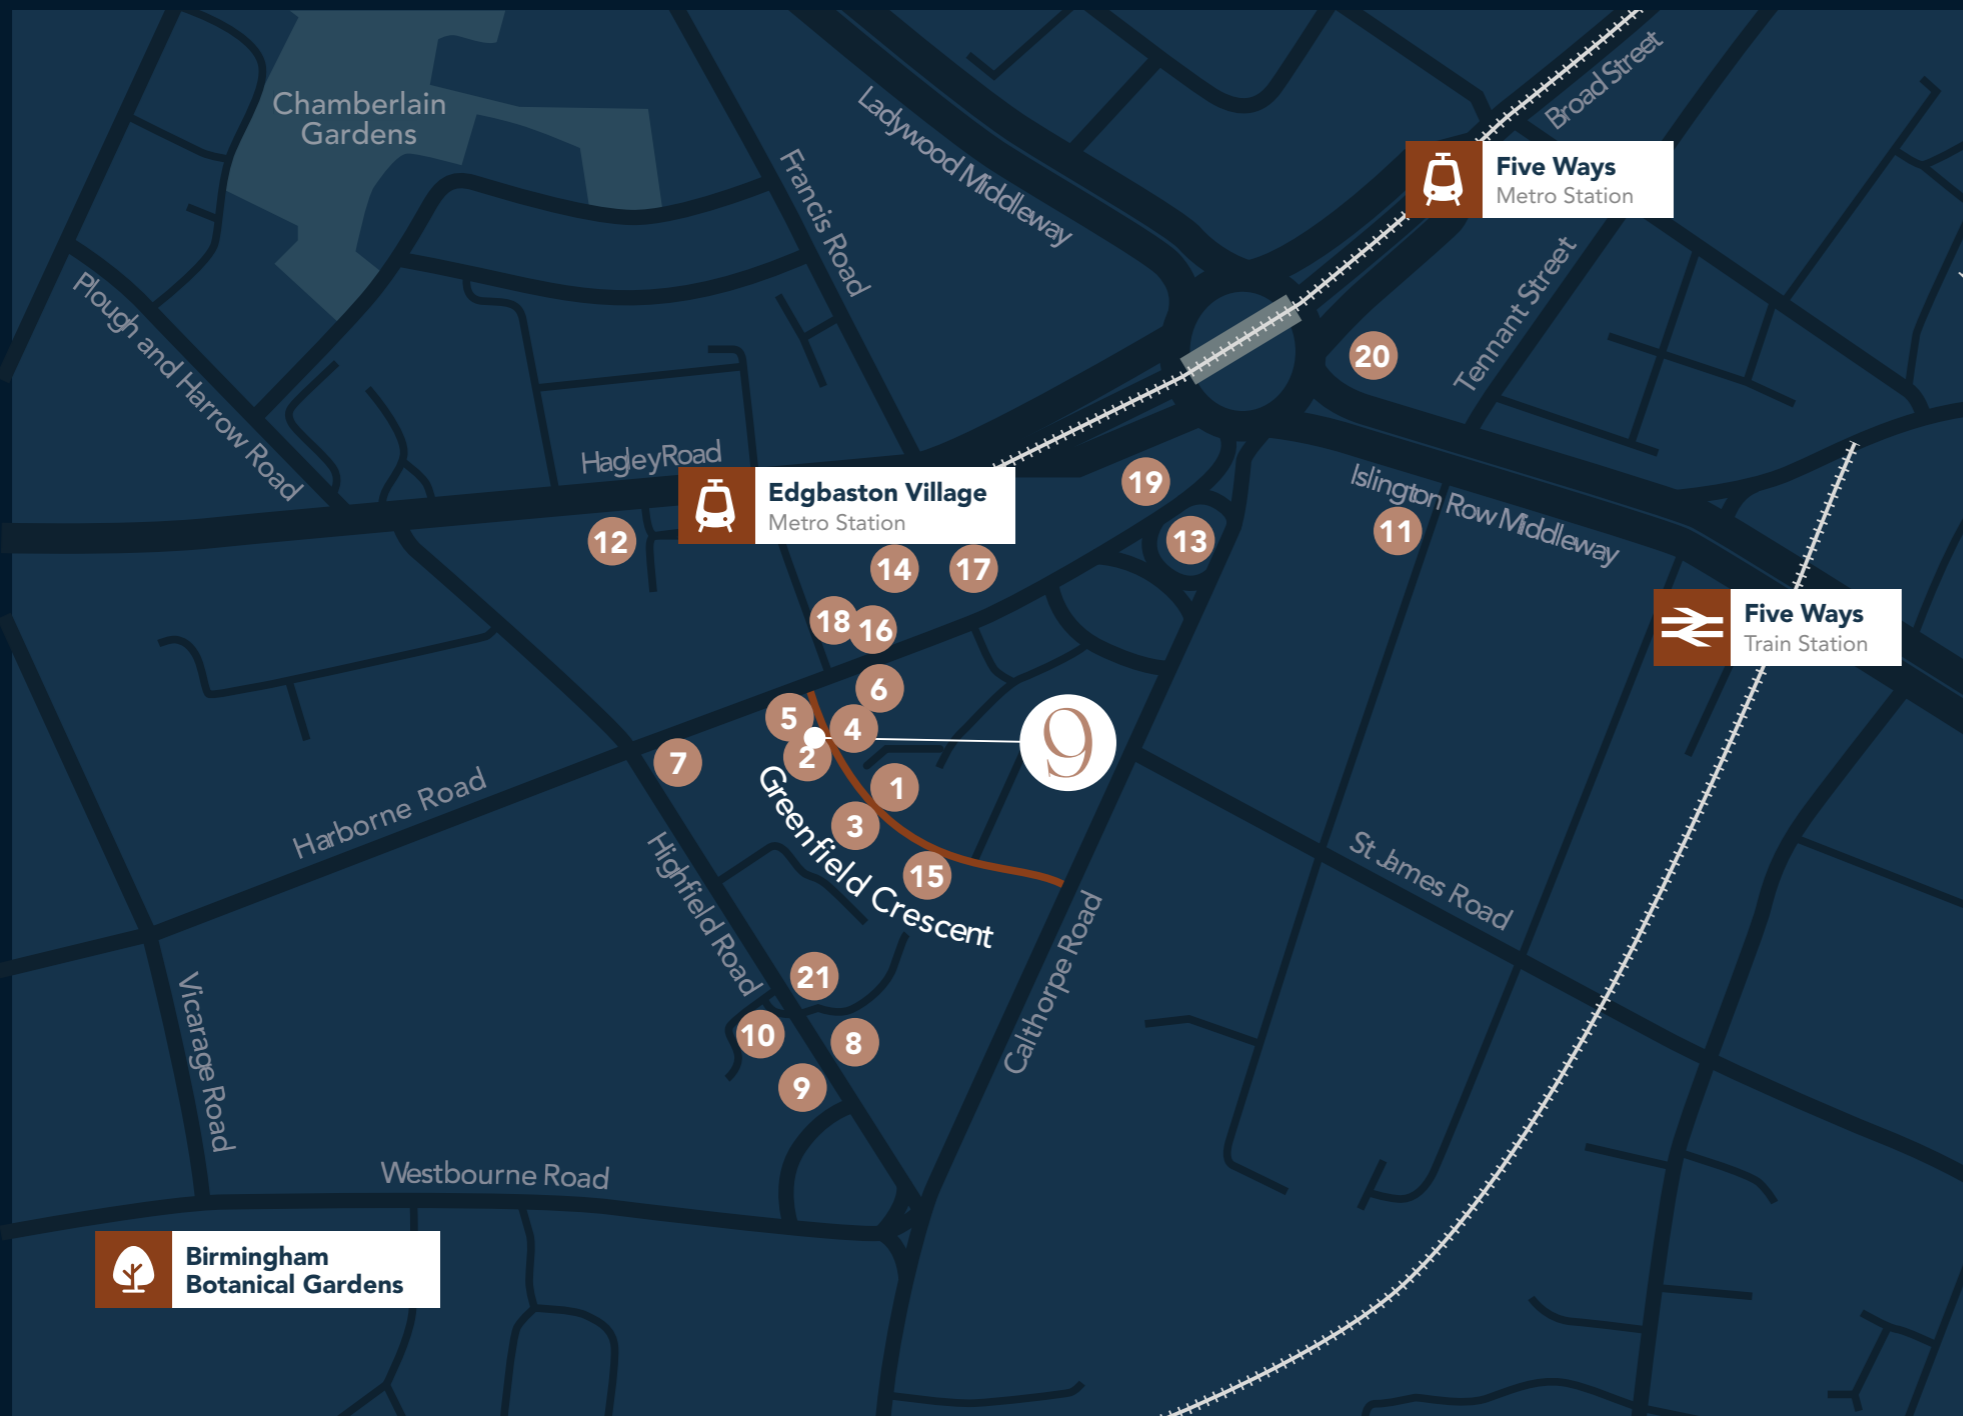 Chamberlain
Gardens
Ladywood Middleway
Broad Street
Francis Road
Five Ways
Metro Station
Plough and Harrow Road
Tennant Street
20
Hagley Road
Edgbaston Village
Metro Station
19
Islington Row Middleway
12
13
11
14
17
18
16
Five Ways
Train Station
6
5
4
9
2
7
1
Harborne Road
3
Greenfield Crescent
15
St James Road
Highfield Road
Calthorpe Road
21
Vicarage Road
10
8
9
Westbourne Road
Birmingham
Botanical Gardens